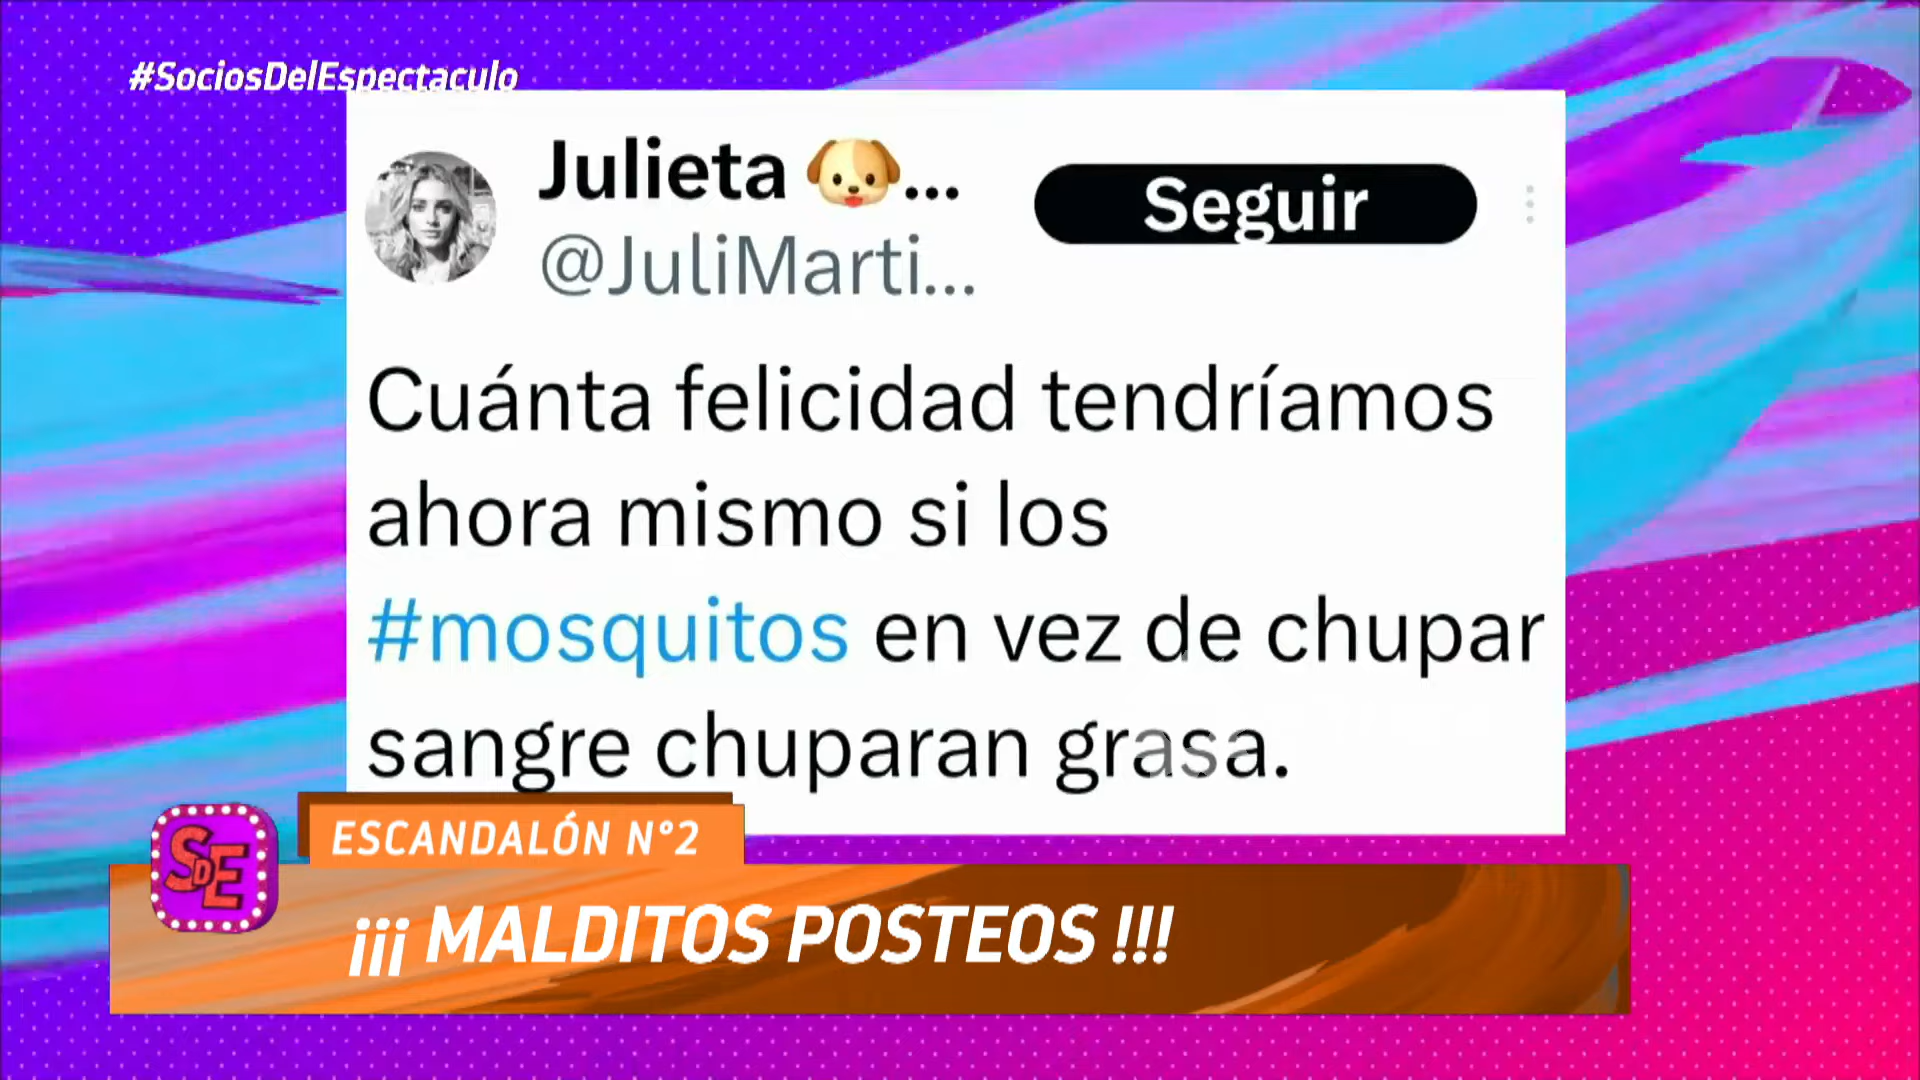 #SociosDelEspectaculo
Julieta 🐶...
@JuliMarti...
Seguir
Cuánta felicidad tendríamos
ahora mismo si los
#mosquitos en vez de chupar
sangre chuparan grasa.
SDE
ESCANDALÓN N°2
¡¡¡ MALDITOS POSTEOS !!!